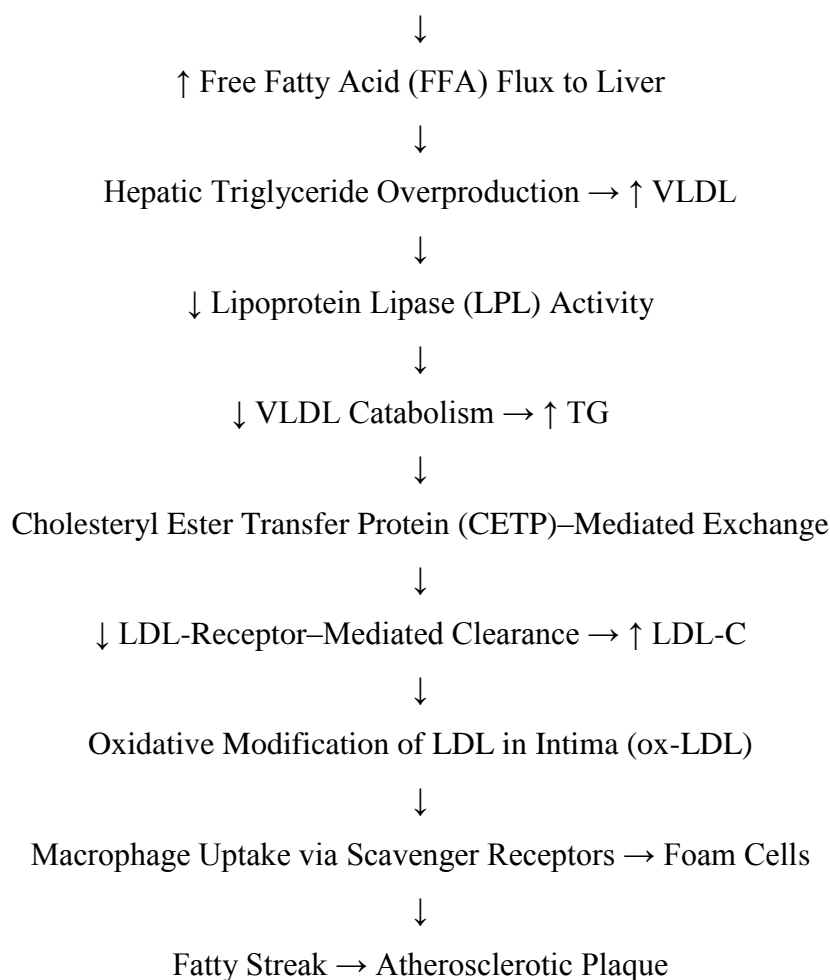 ↓
↑ Free Fatty Acid (FFA) Flux to Liver
↓
Hepatic Triglyceride Overproduction → ↑ VLDL
↓
↓ Lipoprotein Lipase (LPL) Activity
↓
↓ VLDL Catabolism → ↑ TG
↓
Cholesteryl Ester Transfer Protein (CETP)–Mediated Exchange
↓
↓ LDL-Receptor–Mediated Clearance → ↑ LDL-C
↓
Oxidative Modification of LDL in Intima (ox-LDL)
↓
Macrophage Uptake via Scavenger Receptors → Foam Cells
↓
Fatty Streak → Atherosclerotic Plaque